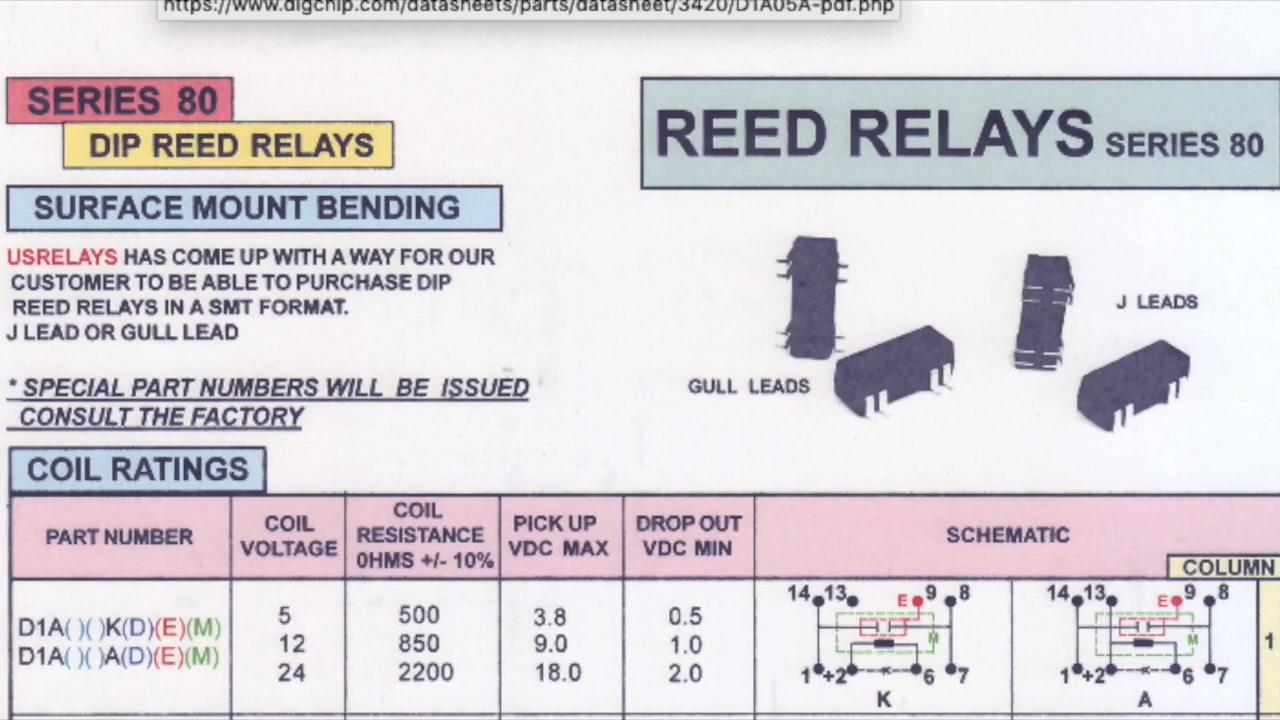 https://www.digchip.com/datasheets/parts/datasheet/3420/D1A05A-pdf.php
SERIES 80
DIP REED RELAYS
REED RELAYS SERIES 80
SURFACE MOUNT BENDING
USRELAYS HAS COME UP WITH A WAY FOR OUR
CUSTOMER TO BE ABLE TO PURCHASE DIP
REED RELAYS IN A SMT FORMAT.
J LEAD OR GULL LEAD
* SPECIAL PART NUMBERS WILL BE ISSUED
CONSULT THE FACTORY
GULL LEADS
J LEADS
COIL RATINGS
PART NUMBER
COIL
VOLTAGE
COIL
RESISTANCE
0HMS +/- 10%
PICK UP
VDC MAX
DROP OUT
VDC MIN
SCHEMATIC
COLUMN
D1A( )( )K(D)(E)(M)
D1A( )( )A(D)(E)(M)
5 500 3.8 0.5
12 850 9.0 1.0
24 2200 18.0 2.0
14 13 E 9 8
M
1 +2 6 7
K
14 13 E 9 8
M
1 +2 6 7
A
1